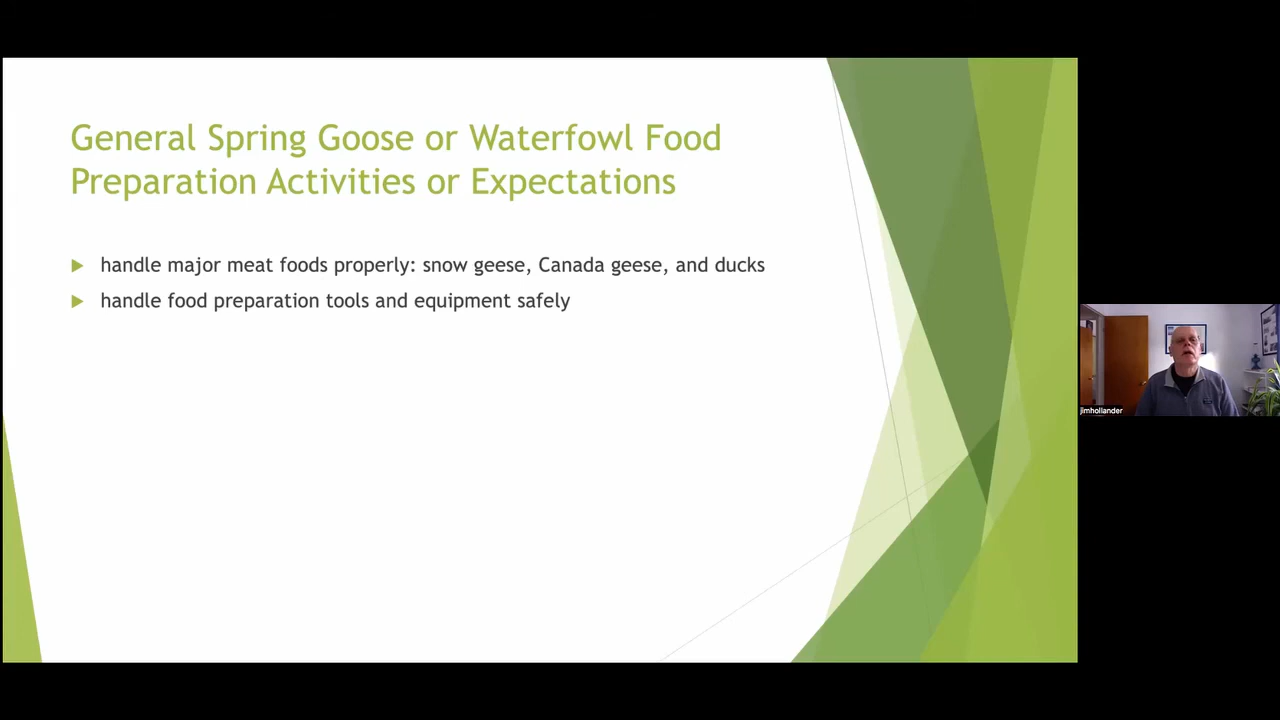 General Spring Goose or Waterfowl Food
Preparation Activities or Expectations
handle major meat foods properly: snow geese, Canada geese, and ducks
handle food preparation tools and equipment safely
jimhollander